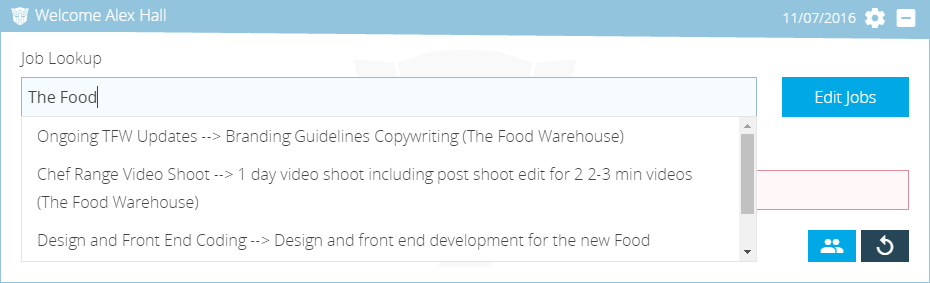 Welcome Alex Hall
11/07/2016
Job Lookup
The Food
Edit Jobs
Ongoing TFW Updates --> Branding Guidelines Copywriting (The Food Warehouse)
Chef Range Video Shoot --> 1 day video shoot including post shoot edit for 2 2-3 min videos
(The Food Warehouse)
Design and Front End Coding --> Design and front end development for the new Food